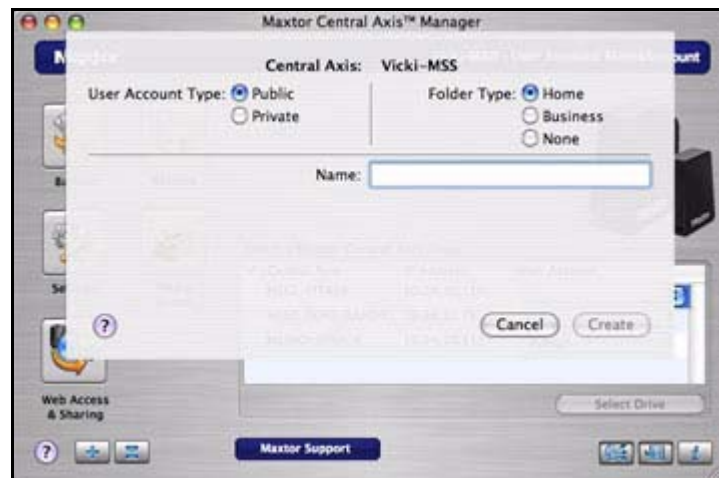 Maxtor Central Axis™ Manager
Central Axis: Vicki-MSS
User Account Type: Public
Private
Folder Type: Home
Business
None
Name:
Cancel
Create
Web Access
& Sharing
Select Drive
Maxtor Support